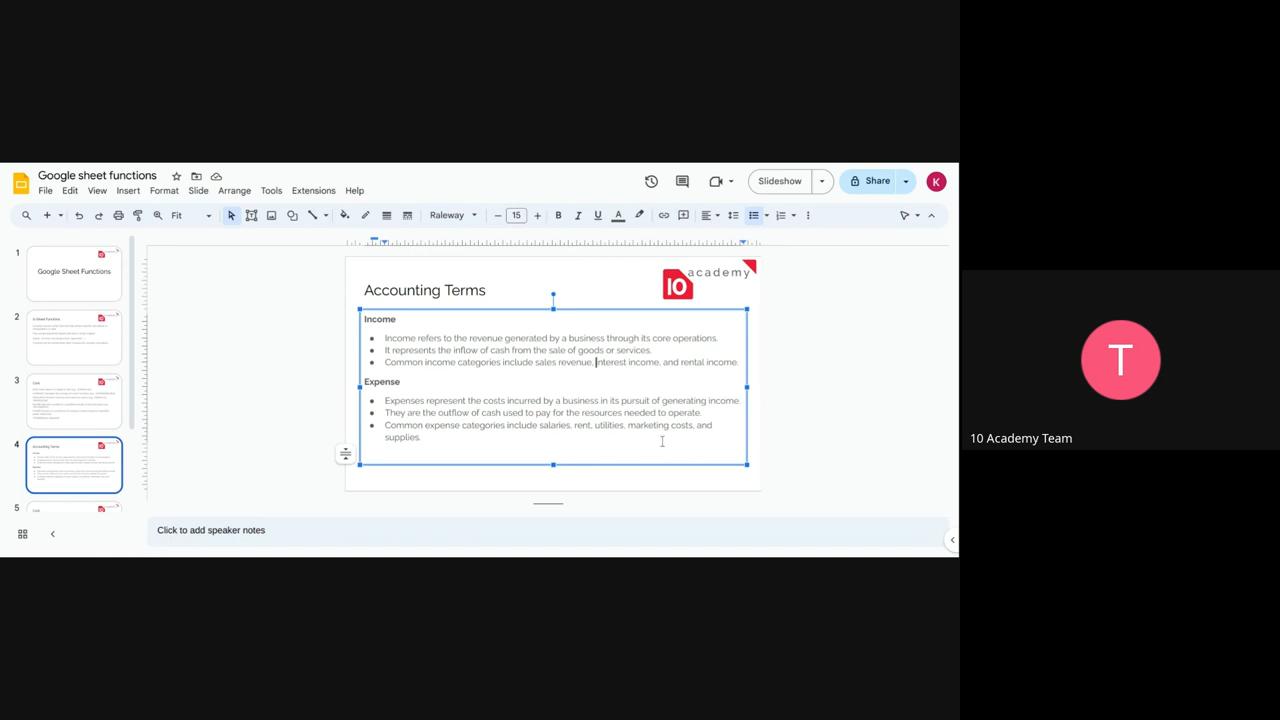 Google sheet functions
File Edit View Insert Format Slide Arrange Tools Extensions Help
Slideshow
Share
K
Fit
Raleway
15
B I U A
1
Google Sheet Functions
2
3
4
Accounting Terms
5
10 academy
Accounting Terms
Income
● Income refers to the revenue generated by a business through its core operations.
● It represents the inflow of cash from the sale of goods or services.
● Common income categories include sales revenue, interest income, and rental income.
Expense
● Expenses represent the costs incurred by a business in its pursuit of generating income.
● They are the outflow of cash used to pay for the resources needed to operate.
● Common expense categories include salaries, rent, utilities, marketing costs, and
supplies.
Click to add speaker notes
T
10 Academy Team